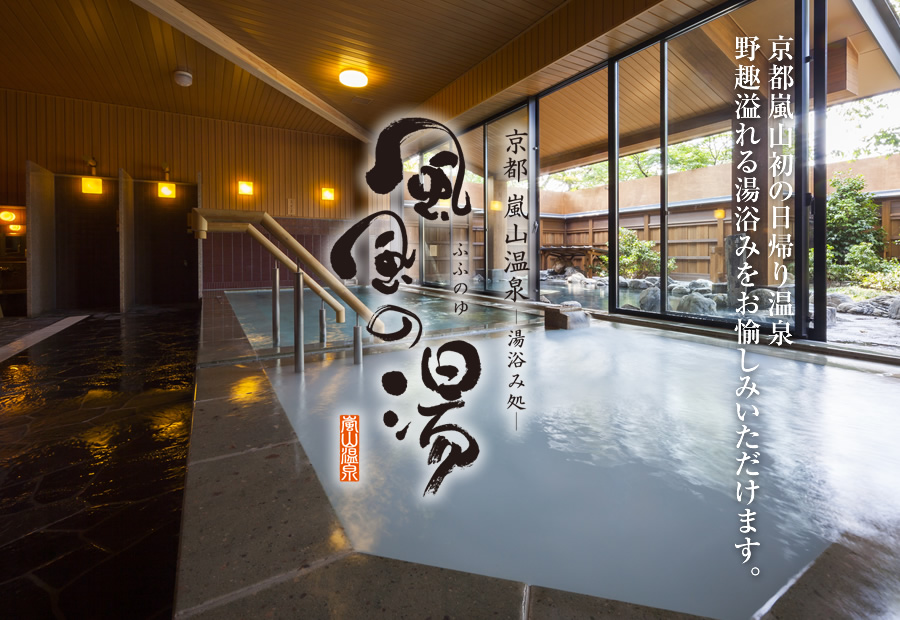 京都嵐山初の日帰り温泉
野趣溢れる湯浴みをお愉しみいただけます。
京都 嵐山温泉 ―湯浴み処―
ふふのゆ
風風の湯
嵐山温泉